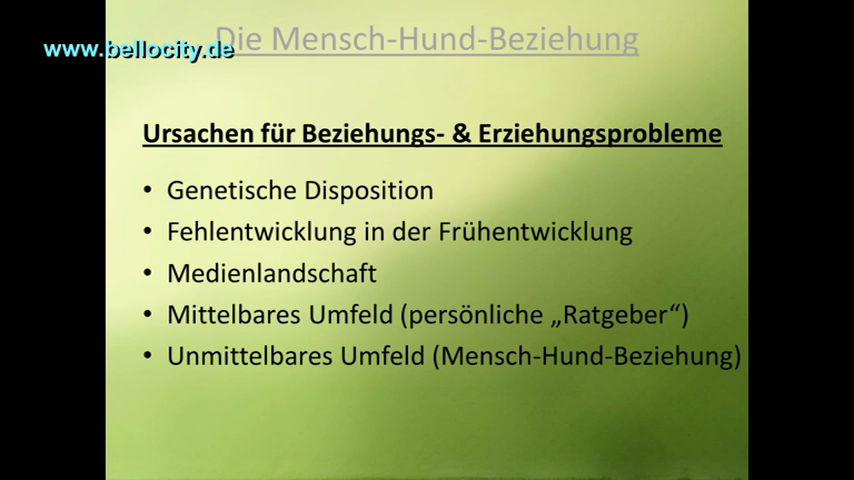 Die Mensch-Hund-Beziehung
www.bellocity.de
Ursachen für Beziehungs- & Erziehungsprobleme
• Genetische Disposition
• Fehlentwicklung in der Frühentwicklung
• Medienlandschaft
• Mittelbares Umfeld (persönliche „Ratgeber“)
• Unmittelbares Umfeld (Mensch-Hund-Beziehung)